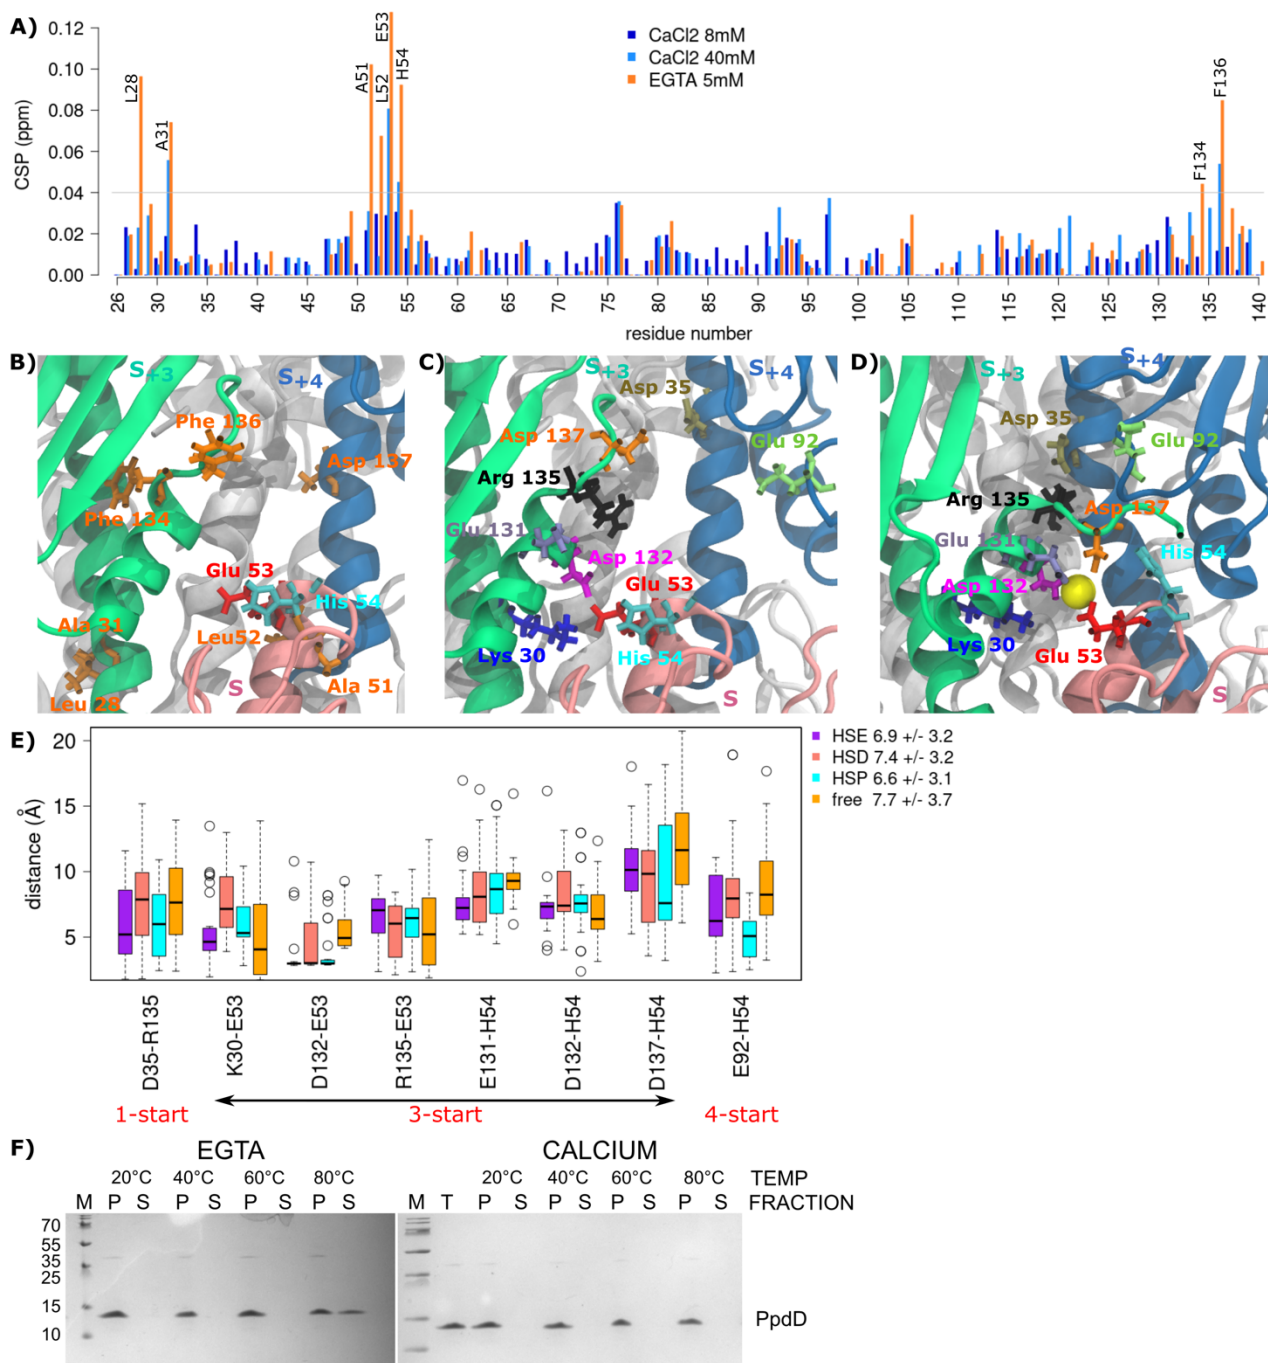 A)
CSP (ppm)
0.12
0.10
0.08
0.06
0.04
0.02
0.00
L28
A31
A51
L52
E53
H54
F134
F136
CaCl2 8mM
CaCl2 40mM
EGTA 5mM
26 30 35 40 45 50 55 60 65 70 75 80 85 90 95 100 105 110 115 120 125 130 135 140
residue number
B)
S+3
S+4
Phe 136
Asp 137
Phe 134
Glu 53
His 54
Ala 31
Leu52
S
Ala 51
Leu 28
C)
S+3
Asp 35
S+4
Asp 137
Glu 92
Arg 135
Glu 131
Asp 132
Glu 53
Lys 30
His 54
S
D)
S+3
S+4
Asp 35
Glu 92
Arg 135
Asp 137
Glu 131
His 54
Asp 132
Lys 30
Glu 53
S
E)
distance (Å)
20
15
10
5
HSE 6.9 +/- 3.2
HSD 7.4 +/- 3.2
HSP 6.6 +/- 3.1
free 7.7 +/- 3.7
D35-R135
K30-E53
D132-E53
R135-E53
E131-H54
D132-H54
D137-H54
E92-H54
1-start
3-start
4-start
F)
EGTA
CALCIUM
20°C 40°C 60°C 80°C
20°C 40°C 60°C 80°C TEMP
M P S P S P S P S
M T P S P S P S P S FRACTION
70
55
35
25
15
10
PpdD